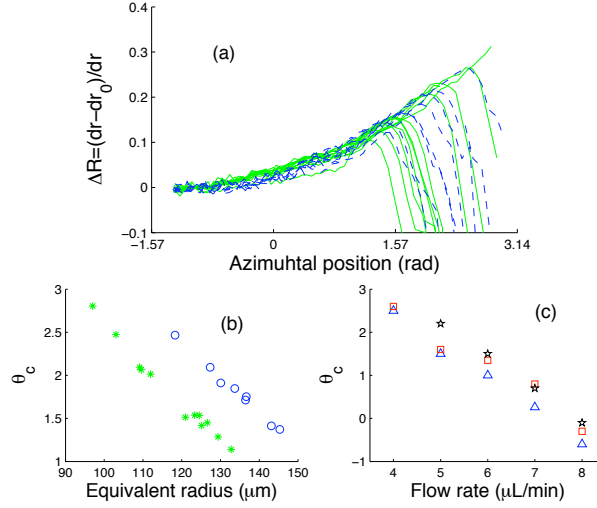 (a)
ΔR=(dr−dr0)/dr
0.4
0.3
0.2
0.1
0
−0.1
−1.57 0 1.57 3.14
Azimuhtal position (rad)
(b)
θc
3
2.5
2
1.5
1
90 100 110 120 130 140 150
Equivalent radius (μm)
(c)
θc
3
2
1
0
−1
4 5 6 7 8
Flow rate (μL/min)